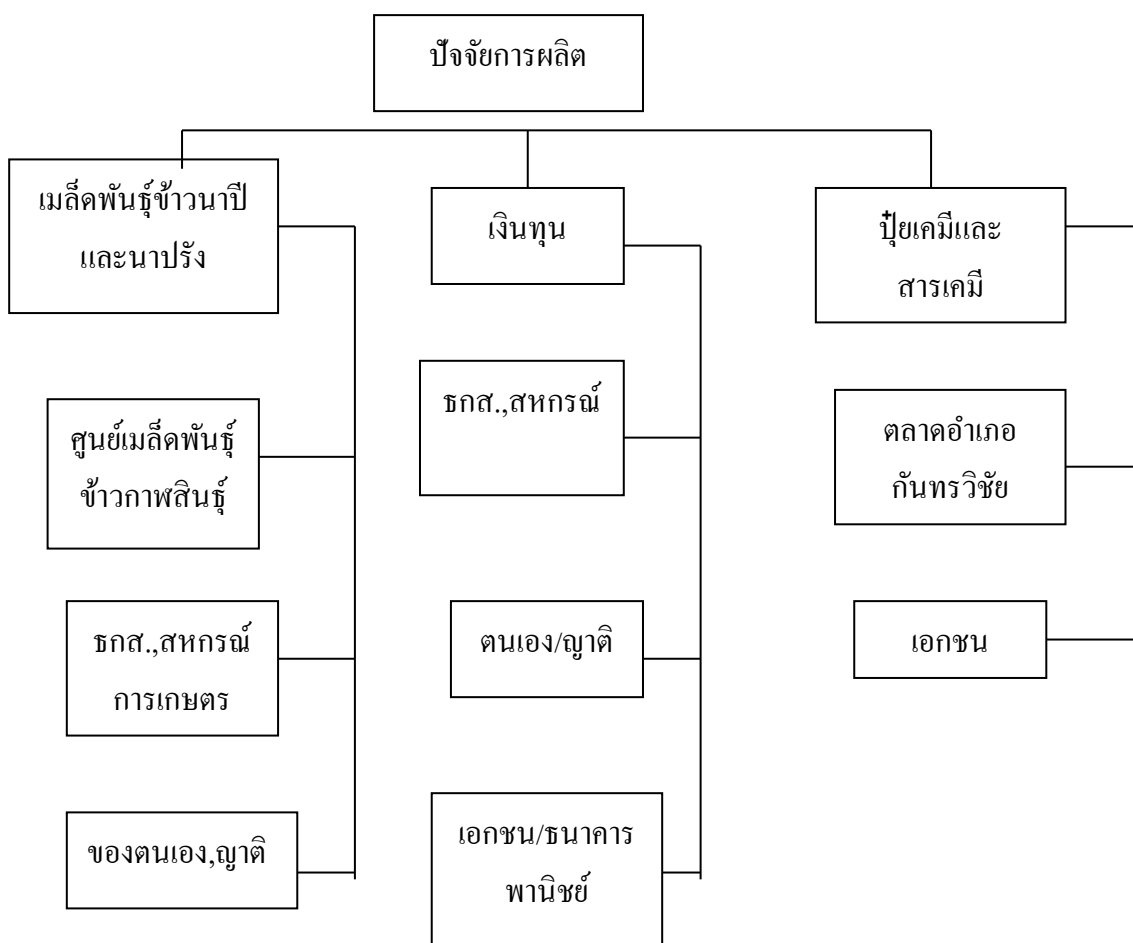 ปัจจัยการผลิต
เมล็ดพันธุ์ข้าวนาปี
และนาปรัง
เงินทุน
ปุ๋ยเคมีและ
สารเคมี
ศูนย์เมล็ดพันธุ์
ข้าวกาฬสินธุ์
ธกส.,สหกรณ์
ตลาดอำเภอ
กันทรวิชัย
ธกส.,สหกรณ์
การเกษตร
ตนเอง/ญาติ
เอกชน
ของตนเอง,ญาติ
เอกชน/ธนาคาร
พานิชย์